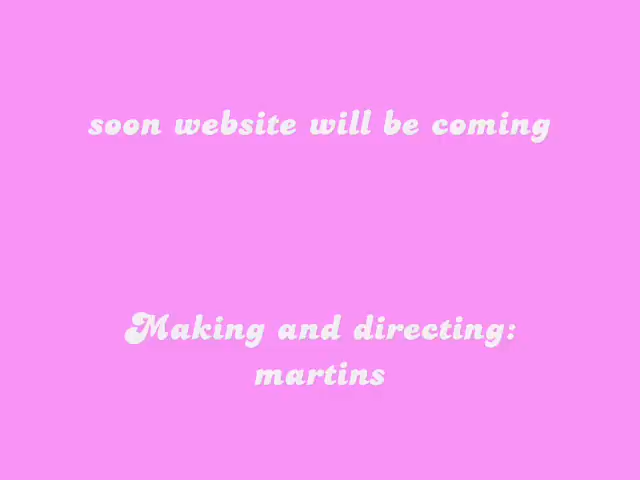 soon website will be coming
Making and directing:
martins